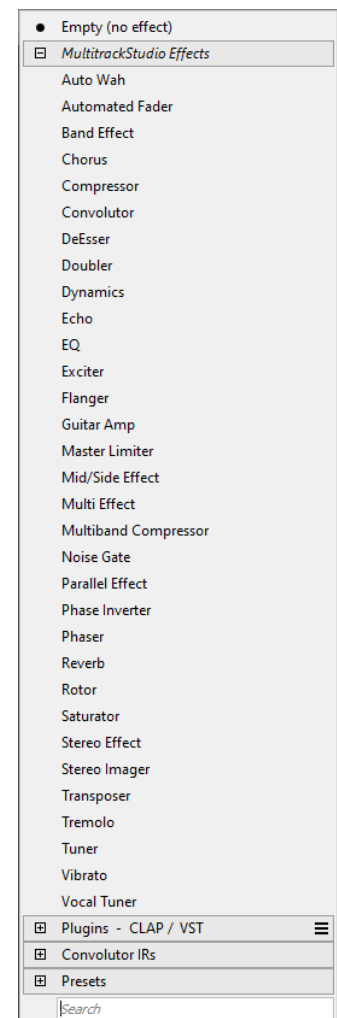 Empty (no effect)
MultitrackStudio Effects
Auto Wah
Automated Fader
Band Effect
Chorus
Compressor
Convolutor
DeEsser
Doubler
Dynamics
Echo
EQ
Exciter
Flanger
Guitar Amp
Master Limiter
Mid/Side Effect
Multi Effect
Multiband Compressor
Noise Gate
Parallel Effect
Phase Inverter
Phaser
Reverb
Rotor
Saturator
Stereo Effect
Stereo Imager
Transposer
Tremolo
Tuner
Vibrato
Vocal Tuner
Plugins - CLAP / VST
Convolutor IRs
Presets
Search